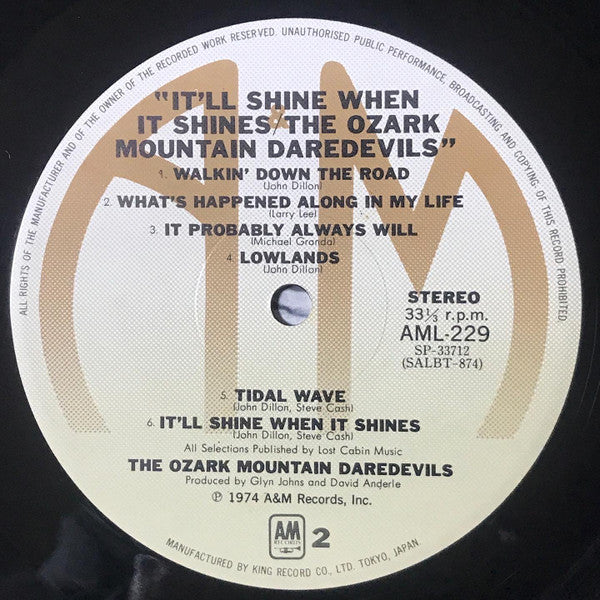 ALL RIGHTS OF THE MANUFACTURER AND OF THE OWNER OF THE RECORDED WORK RESERVED. UNAUTHORISED PUBLIC PERFORMANCE, BROADCASTING AND COPYING OF THIS RECORD PROHIBITED.
"IT'LL SHINE WHEN
IT SHINES/THE OZARK
MOUNTAIN DAREDEVILS"
1. WALKIN' DOWN THE ROAD
(John Dillon)
2. WHAT'S HAPPENED ALONG IN MY LIFE
(Larry Lee)
3. IT PROBABLY ALWAYS WILL
(Michael Granda)
4. LOWLANDS
(John Dillon)
STEREO
33⅓ r.p.m.
AML-229
SP-33712
(SALBT-874)
5. TIDAL WAVE
(John Dillon, Steve Cash)
6. IT'LL SHINE WHEN IT SHINES
(John Dillon, Steve Cash)
All Selections Published by Lost Cabin Music
THE OZARK MOUNTAIN DAREDEVILS
Produced by Glyn Johns and David Anderle
℗ 1974 A&M Records, Inc.
AM
RECORDS
2
MANUFACTURED BY KING RECORD CO., LTD. TOKYO, JAPAN.